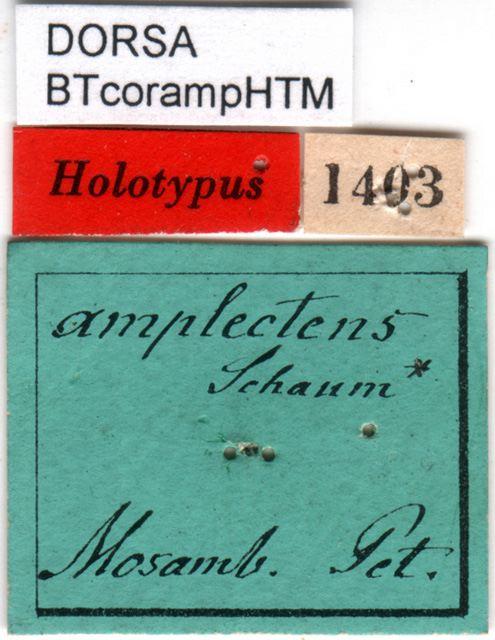 DORSA
BTcorampHTM
Holotypus 1403
amplectens
Schaum*
Mosamb. Pet.